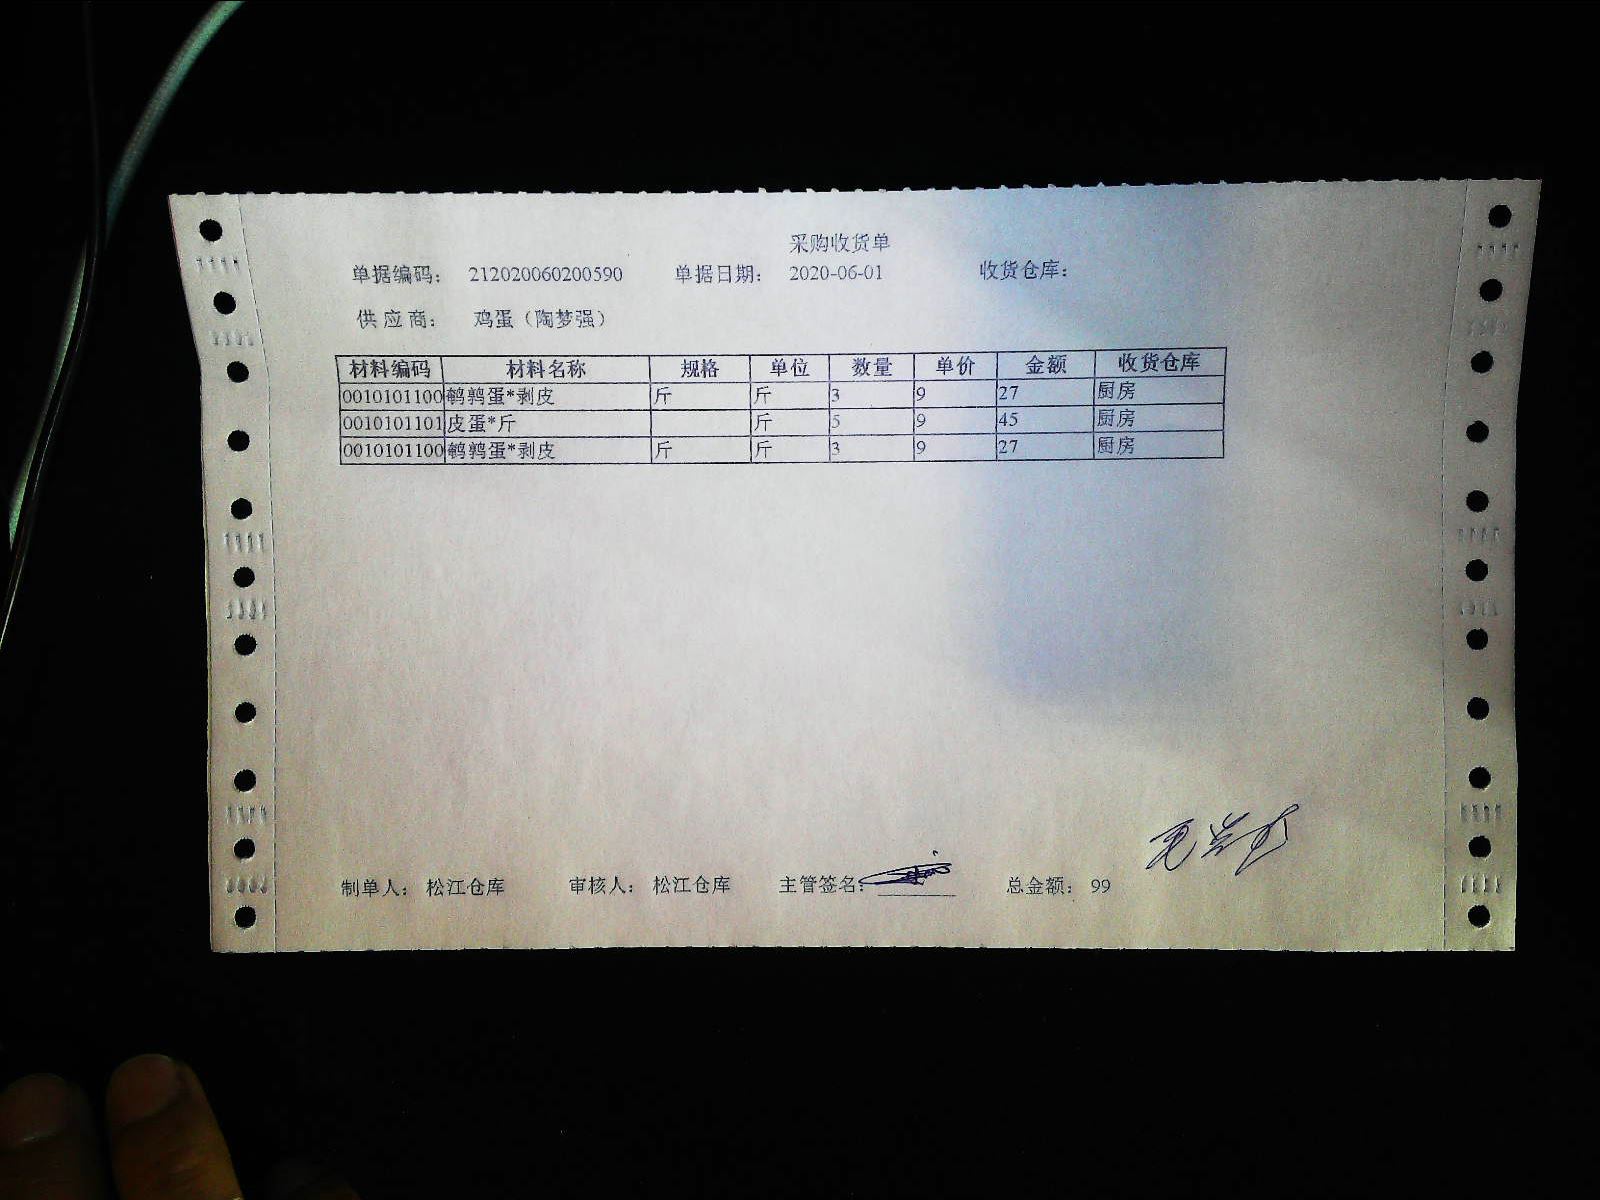 采购收货单
单据编码： 212020060200590 单据日期： 2020-06-01 收货仓库：
供应商： 鸡蛋（陶梦强）
材料编码 材料名称 规格 单位 数量 单价 金额 收货仓库
0010101100 鹌鹑蛋*剥皮 斤 斤 3 9 27 厨房
0010101101 皮蛋*斤 斤 5 9 45 厨房
0010101100 鹌鹑蛋*剥皮 斤 斤 3 9 27 厨房
制单人： 松江仓库 审核人： 松江仓库 主管签名： 总金额： 99